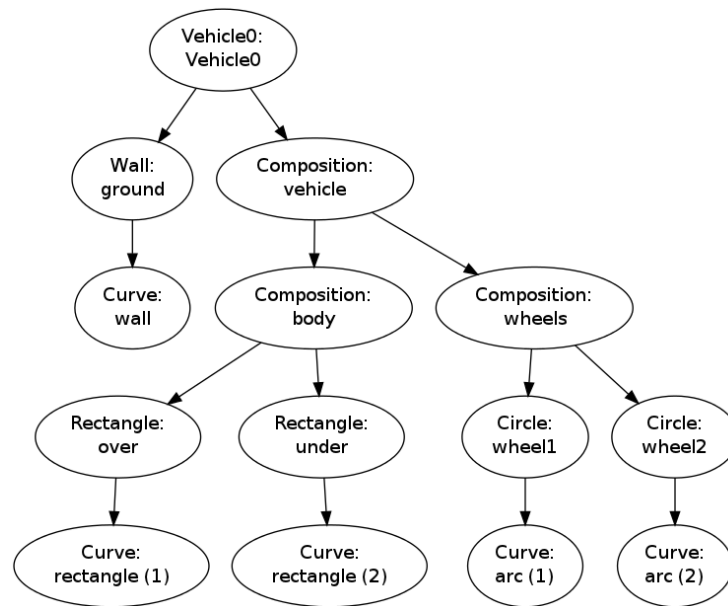 Vehicle0:
Vehicle0
Wall:
ground
Composition:
vehicle
Curve:
wall
Composition:
body
Composition:
wheels
Rectangle:
over
Rectangle:
under
Circle:
wheel1
Circle:
wheel2
Curve:
rectangle (1)
Curve:
rectangle (2)
Curve:
arc (1)
Curve:
arc (2)